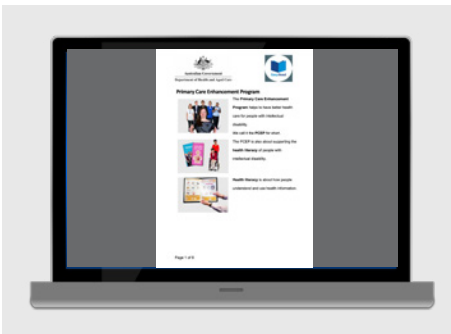 Australian Government
Department of Health and Aged Care
Primary Care Enhancement Program
The Primary Care Enhancement
Program helps to have better health
care for people with intellectual
disability.
We call it the PCEP for short.
The PCEP is also about supporting the
health literacy of people with
intellectual disability.
Health literacy is about how people
understand and use health information.
Page 1 of 9